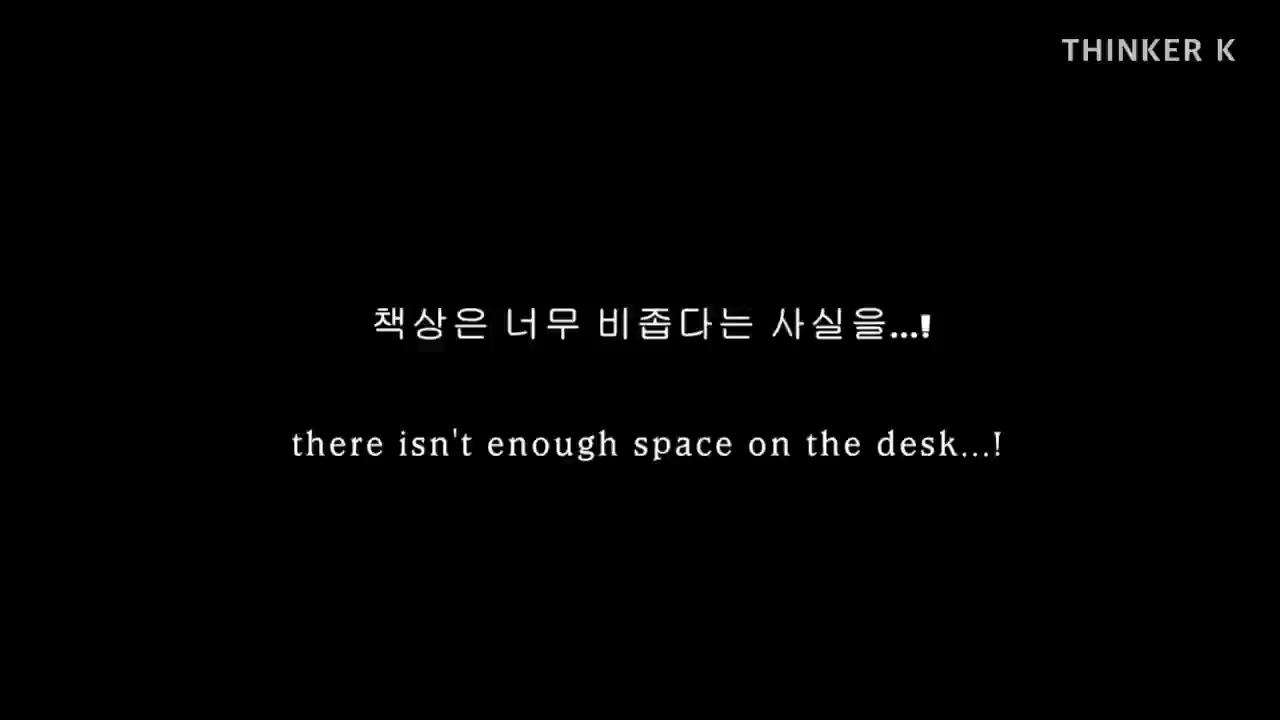 THINKER K
책상은 너무 비좁다는 사실을...!
there isn't enough space on the desk...!